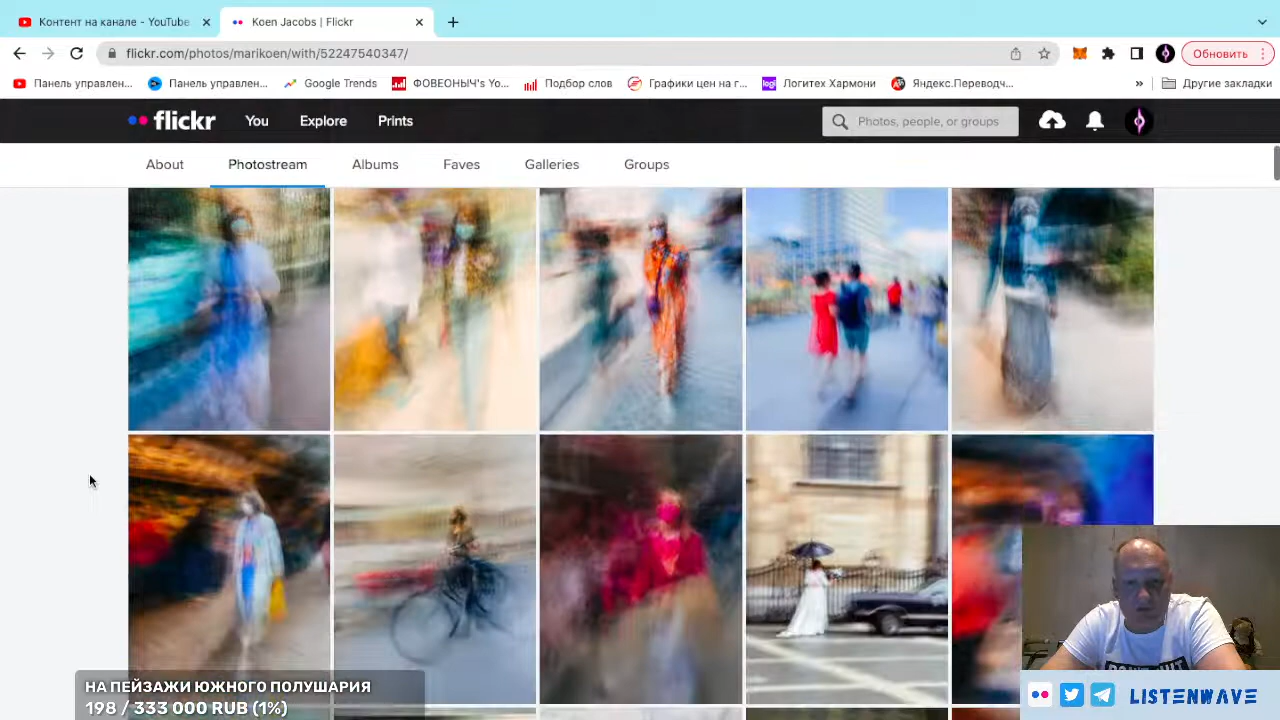 Контент на канале - YouTube
Koen Jacobs | Flickr
flickr.com/photos/marikoen/with/52247540347/
Обновить
Панель управлен...
Панель управлен...
Google Trends
ФОВЕОНЫЧ's Yo...
Подбор слов
Графики цен на г...
Логитех Хармони
Яндекс.Переводч...
»
Другие закладки
flickr
You
Explore
Prints
Photos, people, or groups
About
Photostream
Albums
Faves
Galleries
Groups
НА ПЕЙЗАЖИ ЮЖНОГО ПОЛУШАРИЯ
198 / 333 000 RUB (1%)
LISTENWAVE